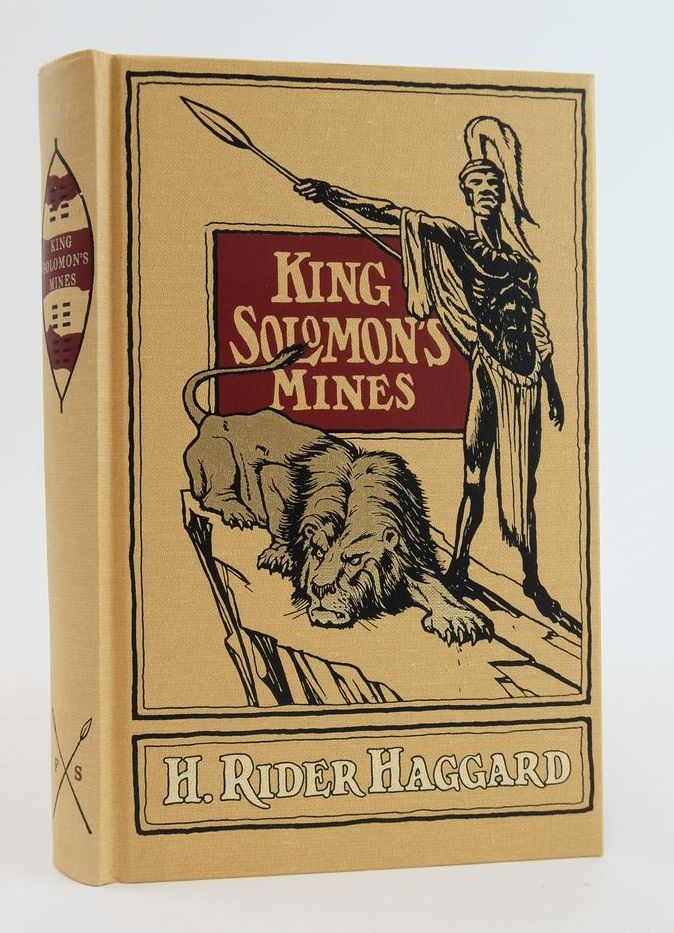 KING
SOLOMON'S
MINES
KING
SOLOMON'S
MINES
H. RIDER HAGGARD
F S